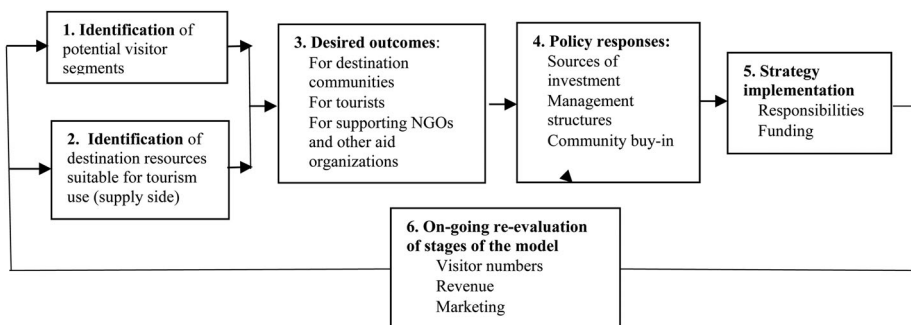 1. Identification of
potential visitor
segments
2. Identification of
destination resources
suitable for tourism
use (supply side)
3. Desired outcomes:
For destination
communities
For tourists
For supporting NGOs
and other aid
organizations
4. Policy responses:
Sources of
investment
Management
structures
Community buy-in
5. Strategy
implementation
Responsibilities
Funding
6. On-going re-evaluation
of stages of the model
Visitor numbers
Revenue
Marketing